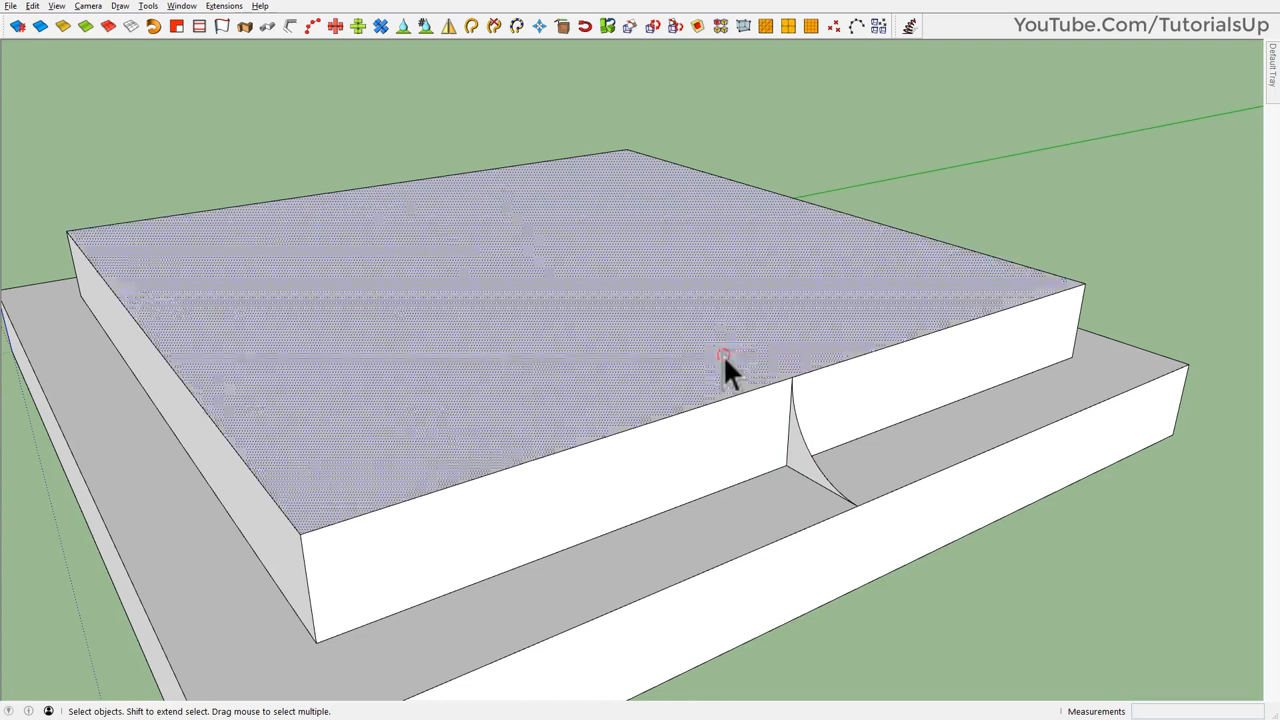 File Edit View Camera Draw Tools Window Extensions Help
YouTube.Com/TutorialsUp
Default Tray
Select objects. Shift to extend select. Drag mouse to select multiple.
Measurements